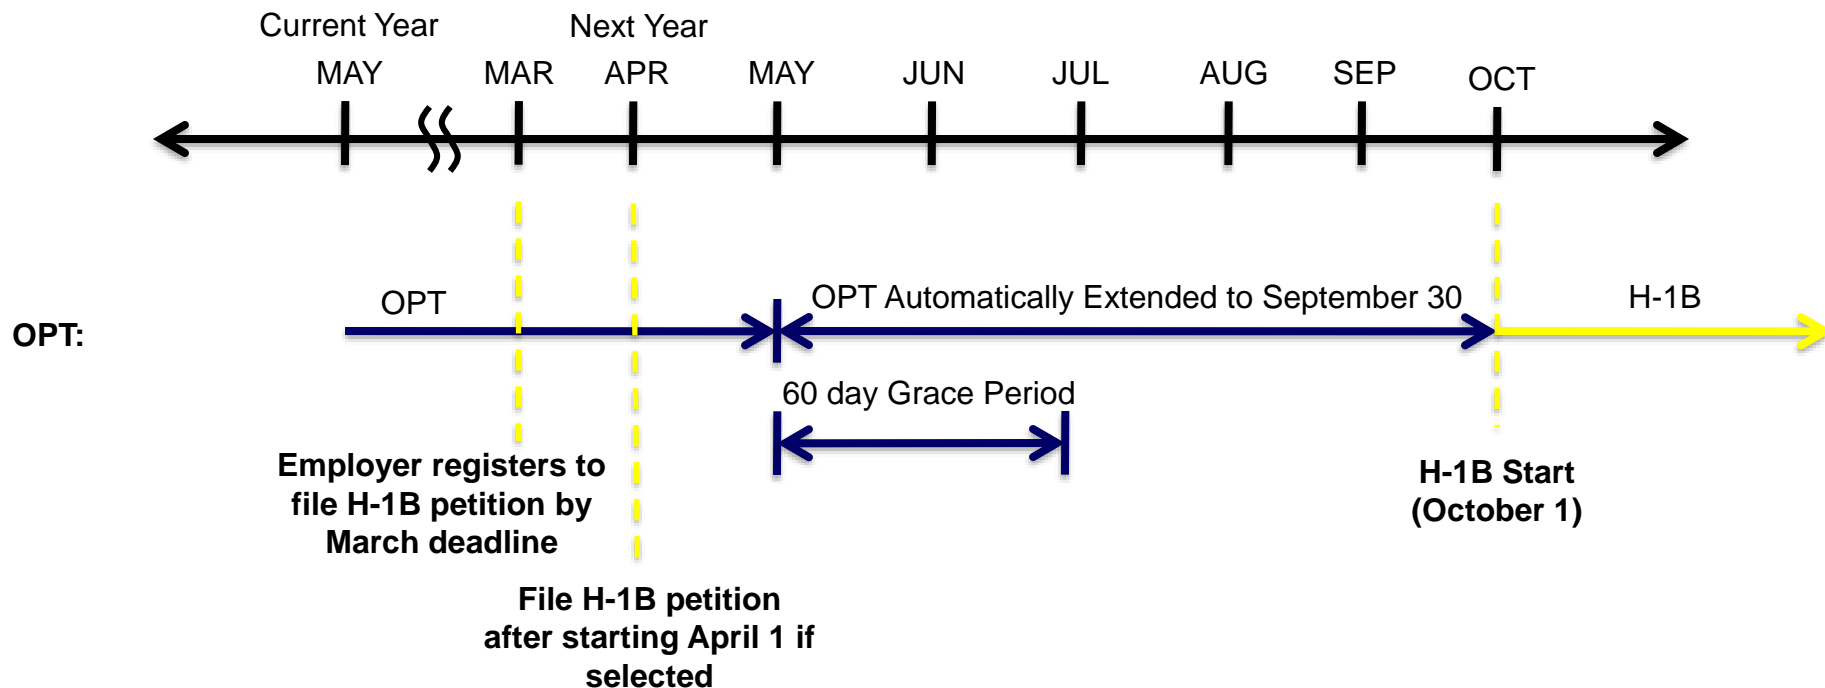 Current Year
Next Year
MAY
MAR
APR
MAY
JUN
JUL
AUG
SEP
OCT
OPT
OPT Automatically Extended to September 30
H-1B
OPT:
60 day Grace Period
Employer registers to
file H-1B petition by
March deadline
H-1B Start
(October 1)
File H-1B petition
after starting April 1 if
selected